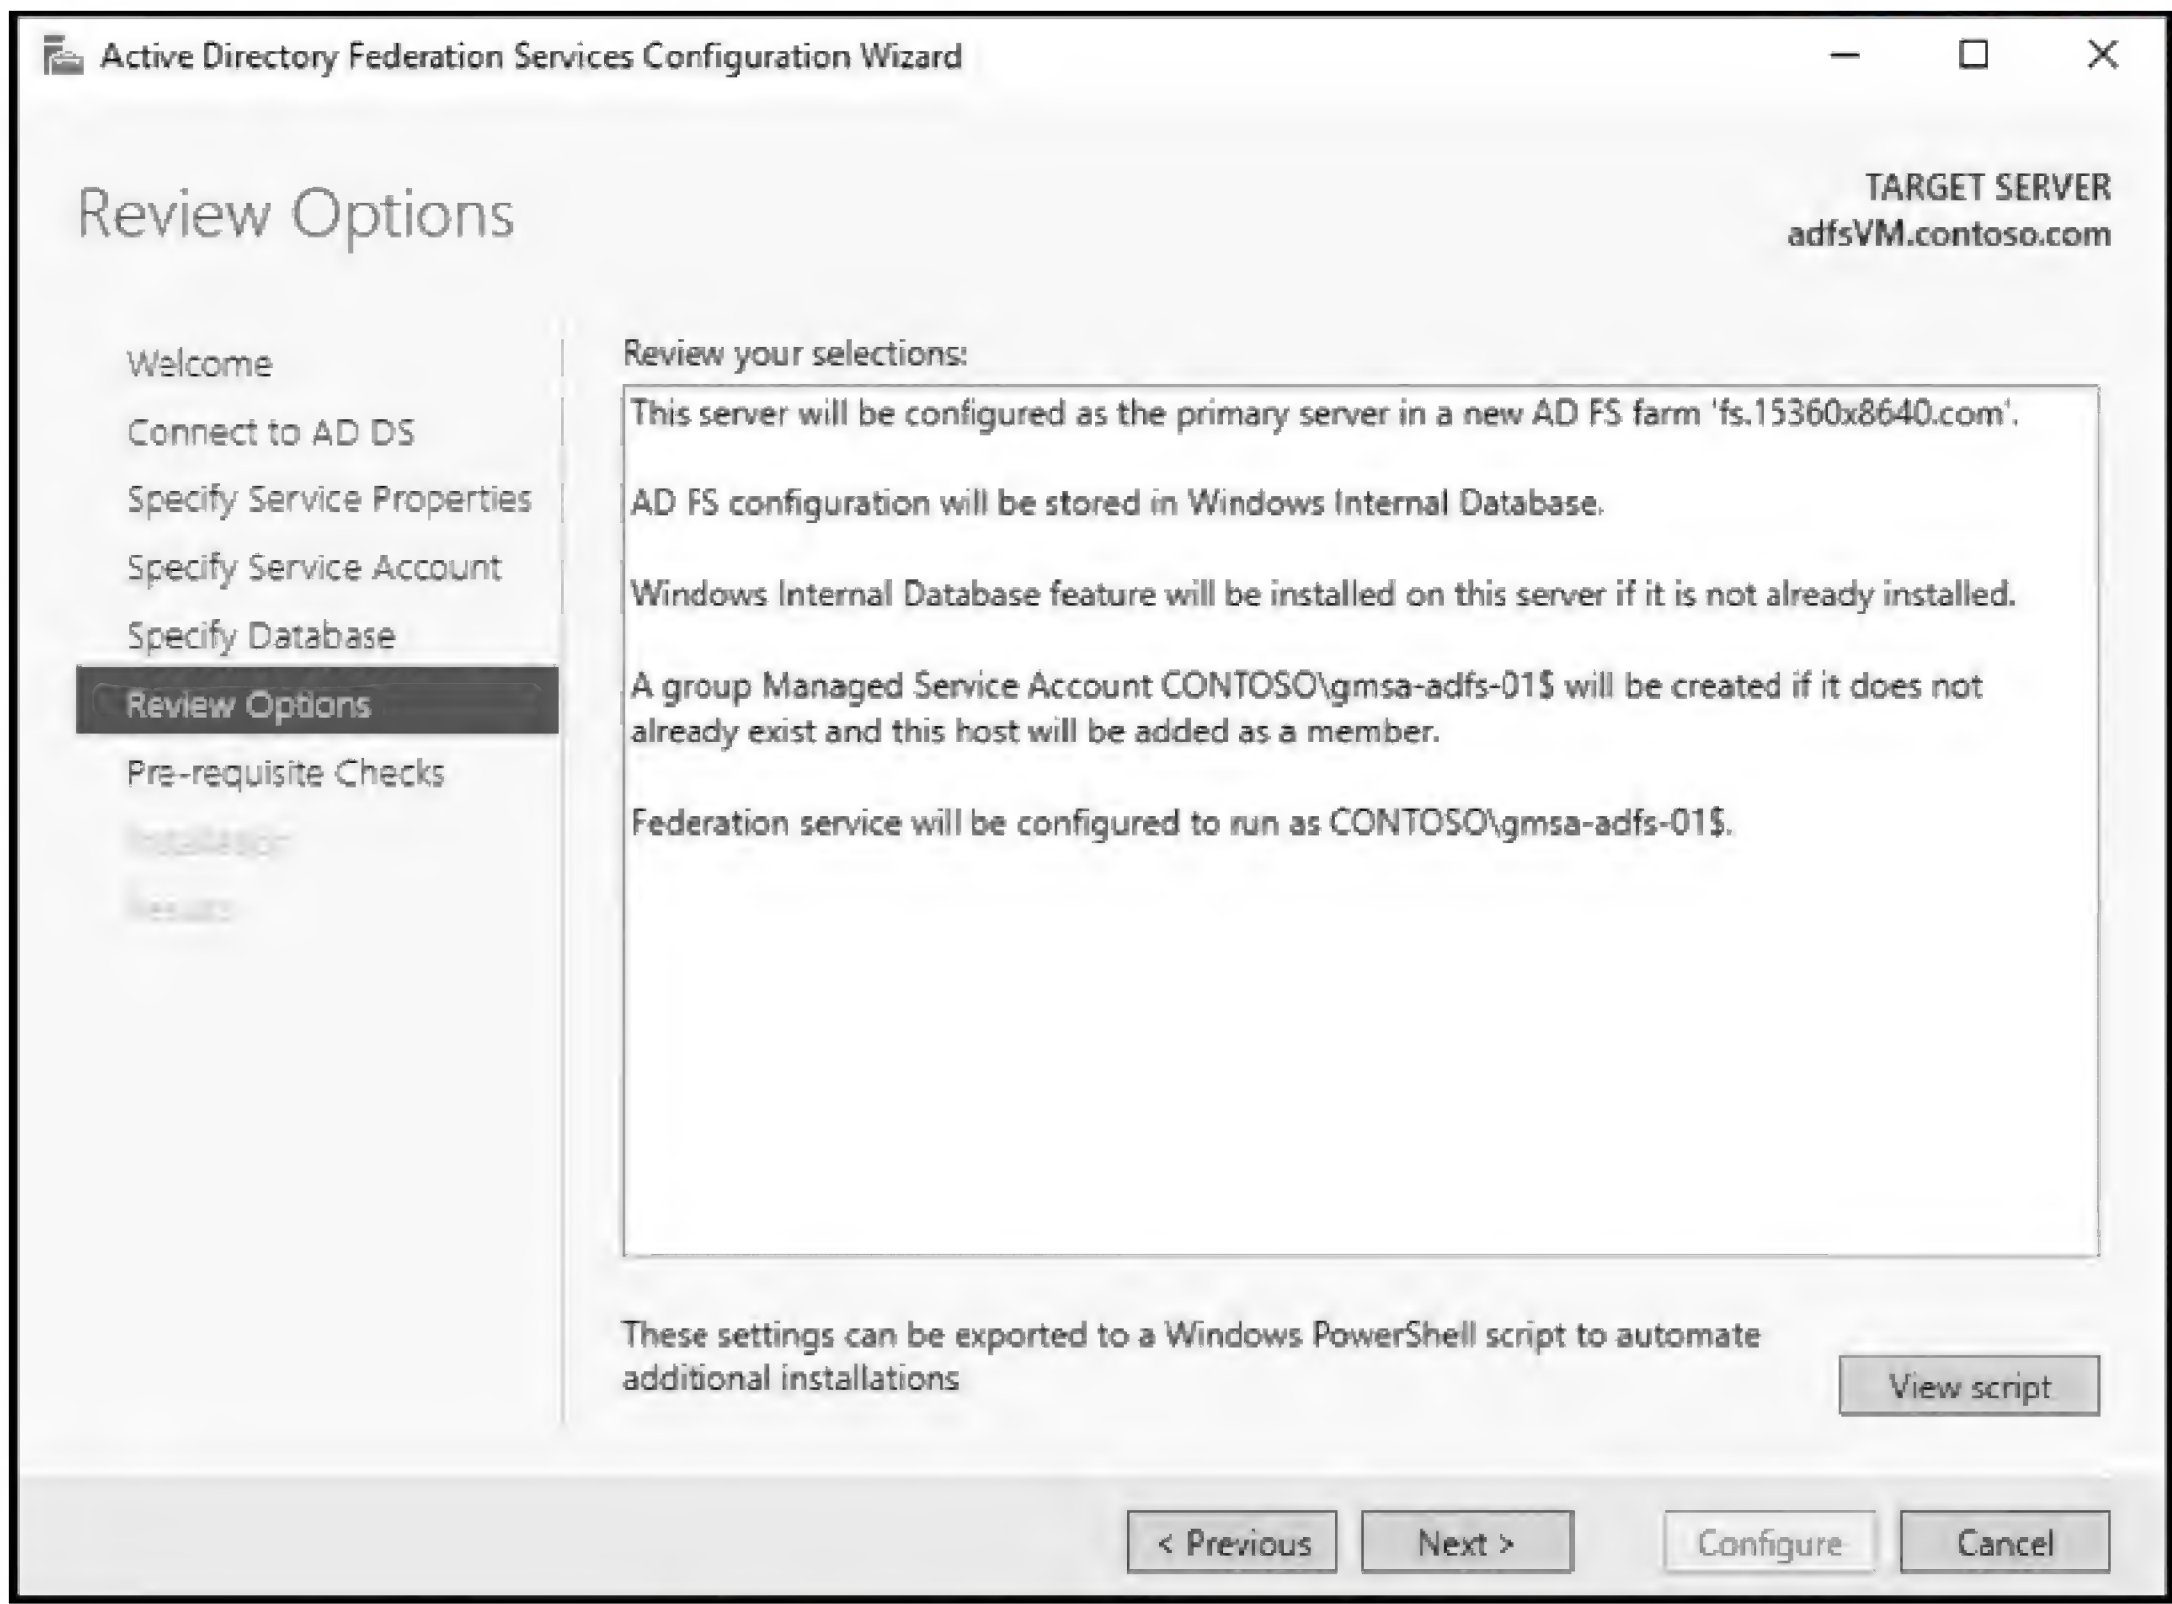 Active Directory Federation Services Configuration Wizard
Review Options
TARGET SERVER
adfsVM.contoso.com
Welcome
Connect to AD DS
Specify Service Properties
Specify Service Account
Specify Database
Review Options
Pre-requisite Checks
Installation
Results
Review your selections:
This server will be configured as the primary server in a new AD FS farm 'fs.15360x8640.com'.
AD FS configuration will be stored in Windows Internal Database.
Windows Internal Database feature will be installed on this server if it is not already installed.
A group Managed Service Account CONTOSO\gmsa-adfs-01$ will be created if it does not
already exist and this host will be added as a member.
Federation service will be configured to run as CONTOSO\gmsa-adfs-01$.
These settings can be exported to a Windows PowerShell script to automate
additional installations
View script
< Previous
Next >
Configure
Cancel